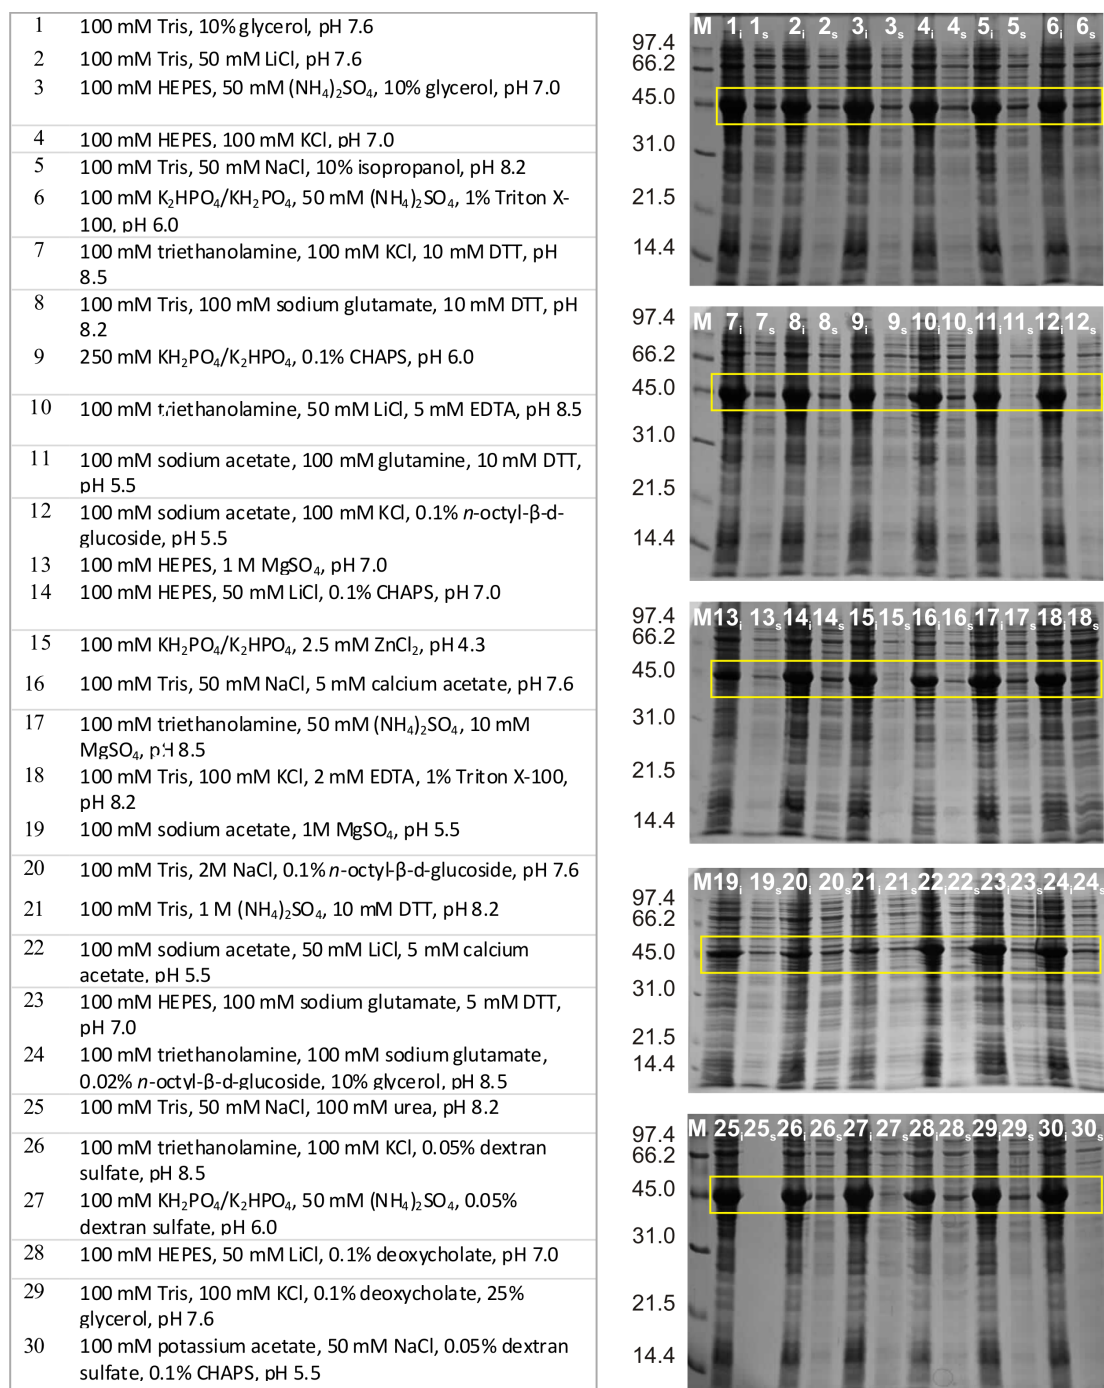 1 100 mM Tris, 10% glycerol, pH 7.6
2 100 mM Tris, 50 mM LiCl, pH 7.6
3 100 mM HEPES, 50 mM (NH₄)₂SO₄, 10% glycerol, pH 7.0
4 100 mM HEPES, 100 mM KCl, pH 7.0
5 100 mM Tris, 50 mM NaCl, 10% isopropanol, pH 8.2
6 100 mM K₂HPO₄/KH₂PO₄, 50 mM (NH₄)₂SO₄, 1% Triton X-
100, pH 6.0
7 100 mM triethanolamine, 100 mM KCl, 10 mM DTT, pH
8.5
8 100 mM Tris, 100 mM sodium glutamate, 10 mM DTT, pH
8.2
9 250 mM KH₂PO₄/K₂HPO₄, 0.1% CHAPS, pH 6.0
10 100 mM triethanolamine, 50 mM LiCl, 5 mM EDTA, pH 8.5
11 100 mM sodium acetate, 100 mM glutamine, 10 mM DTT,
pH 5.5
12 100 mM sodium acetate, 100 mM KCl, 0.1% n-octyl-β-d-
glucoside, pH 5.5
13 100 mM HEPES, 1 M MgSO₄, pH 7.0
14 100 mM HEPES, 50 mM LiCl, 0.1% CHAPS, pH 7.0
15 100 mM KH₂PO₄/K₂HPO₄, 2.5 mM ZnCl₂, pH 4.3
16 100 mM Tris, 50 mM NaCl, 5 mM calcium acetate, pH 7.6
17 100 mM triethanolamine, 50 mM (NH₄)₂SO₄, 10 mM
MgSO₄, pH 8.5
18 100 mM Tris, 100 mM KCl, 2 mM EDTA, 1% Triton X-100,
pH 8.2
19 100 mM sodium acetate, 1M MgSO₄, pH 5.5
20 100 mM Tris, 2M NaCl, 0.1% n-octyl-β-d-glucoside, pH 7.6
21 100 mM Tris, 1 M (NH₄)₂SO₄, 10 mM DTT, pH 8.2
22 100 mM sodium acetate, 50 mM LiCl, 5 mM calcium
acetate, pH 5.5
23 100 mM HEPES, 100 mM sodium glutamate, 5 mM DTT,
pH 7.0
24 100 mM triethanolamine, 100 mM sodium glutamate,
0.02% n-octyl-β-d-glucoside, 10% glycerol, pH 8.5
25 100 mM Tris, 50 mM NaCl, 100 mM urea, pH 8.2
26 100 mM triethanolamine, 100 mM KCl, 0.05% dextran
sulfate, pH 8.5
27 100 mM KH₂PO₄/K₂HPO₄, 50 mM (NH₄)₂SO₄, 0.05%
dextran sulfate, pH 6.0
28 100 mM HEPES, 50 mM LiCl, 0.1% deoxycholate, pH 7.0
29 100 mM Tris, 100 mM KCl, 0.1% deoxycholate, 25%
glycerol, pH 7.6
30 100 mM potassium acetate, 50 mM NaCl, 0.05% dextran
sulfate, 0.1% CHAPS, pH 5.5
M 1i 1s 2i 2s 3i 3s 4i 4s 5i 5s 6i 6s
97.4
66.2
45.0
31.0
21.5
14.4
M 7i 7s 8i 8s 9i 9s 10i 10s 11i 11s 12i 12s
97.4
66.2
45.0
31.0
21.5
14.4
M 13i 13s 14i 14s 15i 15s 16i 16s 17i 17s 18i 18s
97.4
66.2
45.0
31.0
21.5
14.4
M 19i 19s 20i 20s 21i 21s 22i 22s 23i 23s 24i 24s
97.4
66.2
45.0
31.0
21.5
14.4
M 25i 25s 26i 26s 27i 27s 28i 28s 29i 29s 30i 30s
97.4
66.2
45.0
31.0
21.5
14.4